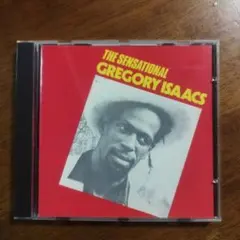 THE SENSATIONAL
GREGORY ISAACS